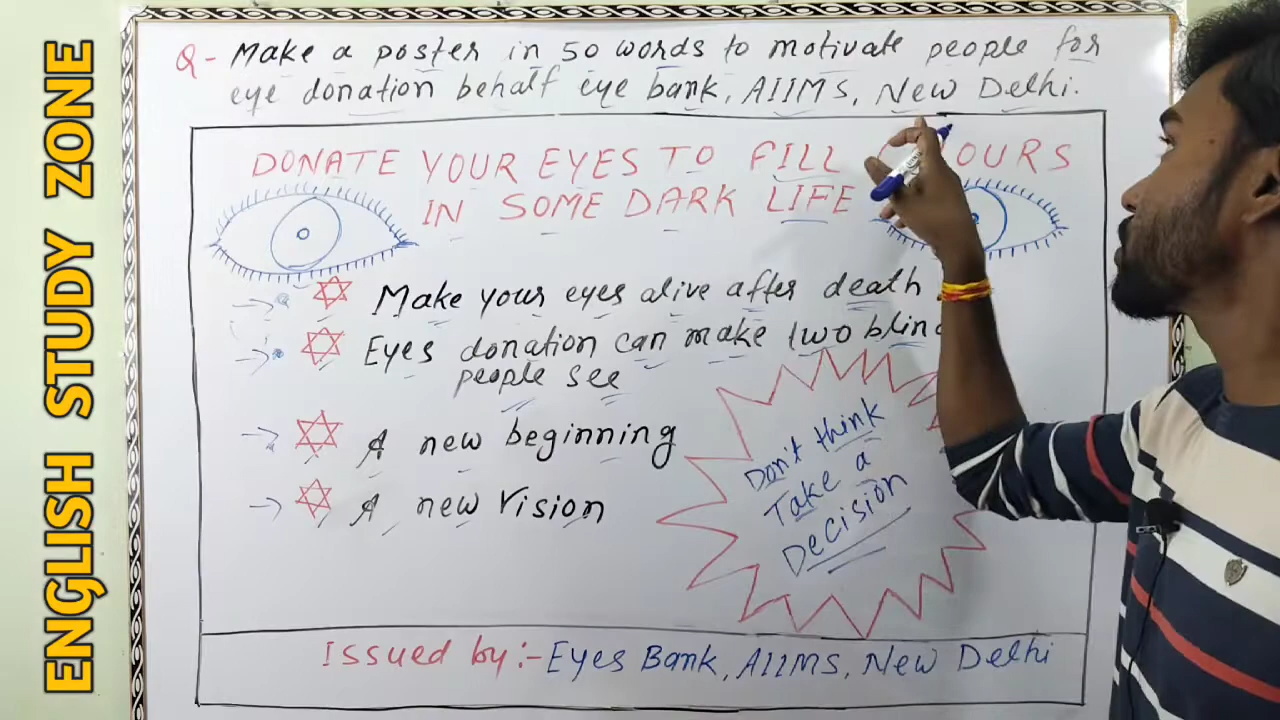 ENGLISH STUDY ZONE
Q- Make a poster in 50 words to motivate people for
eye donation behalf eye bank, AIIMS, New Delhi.
DONATE YOUR EYES TO FILL
IN SOME DARK LIFE
Make your eyes alive after death
Eyes donation can make two
people see
A new beginning
A new Vision
Don't think
Take a
Decision
Issued by:- Eyes Bank, AIIMS, New Delhi